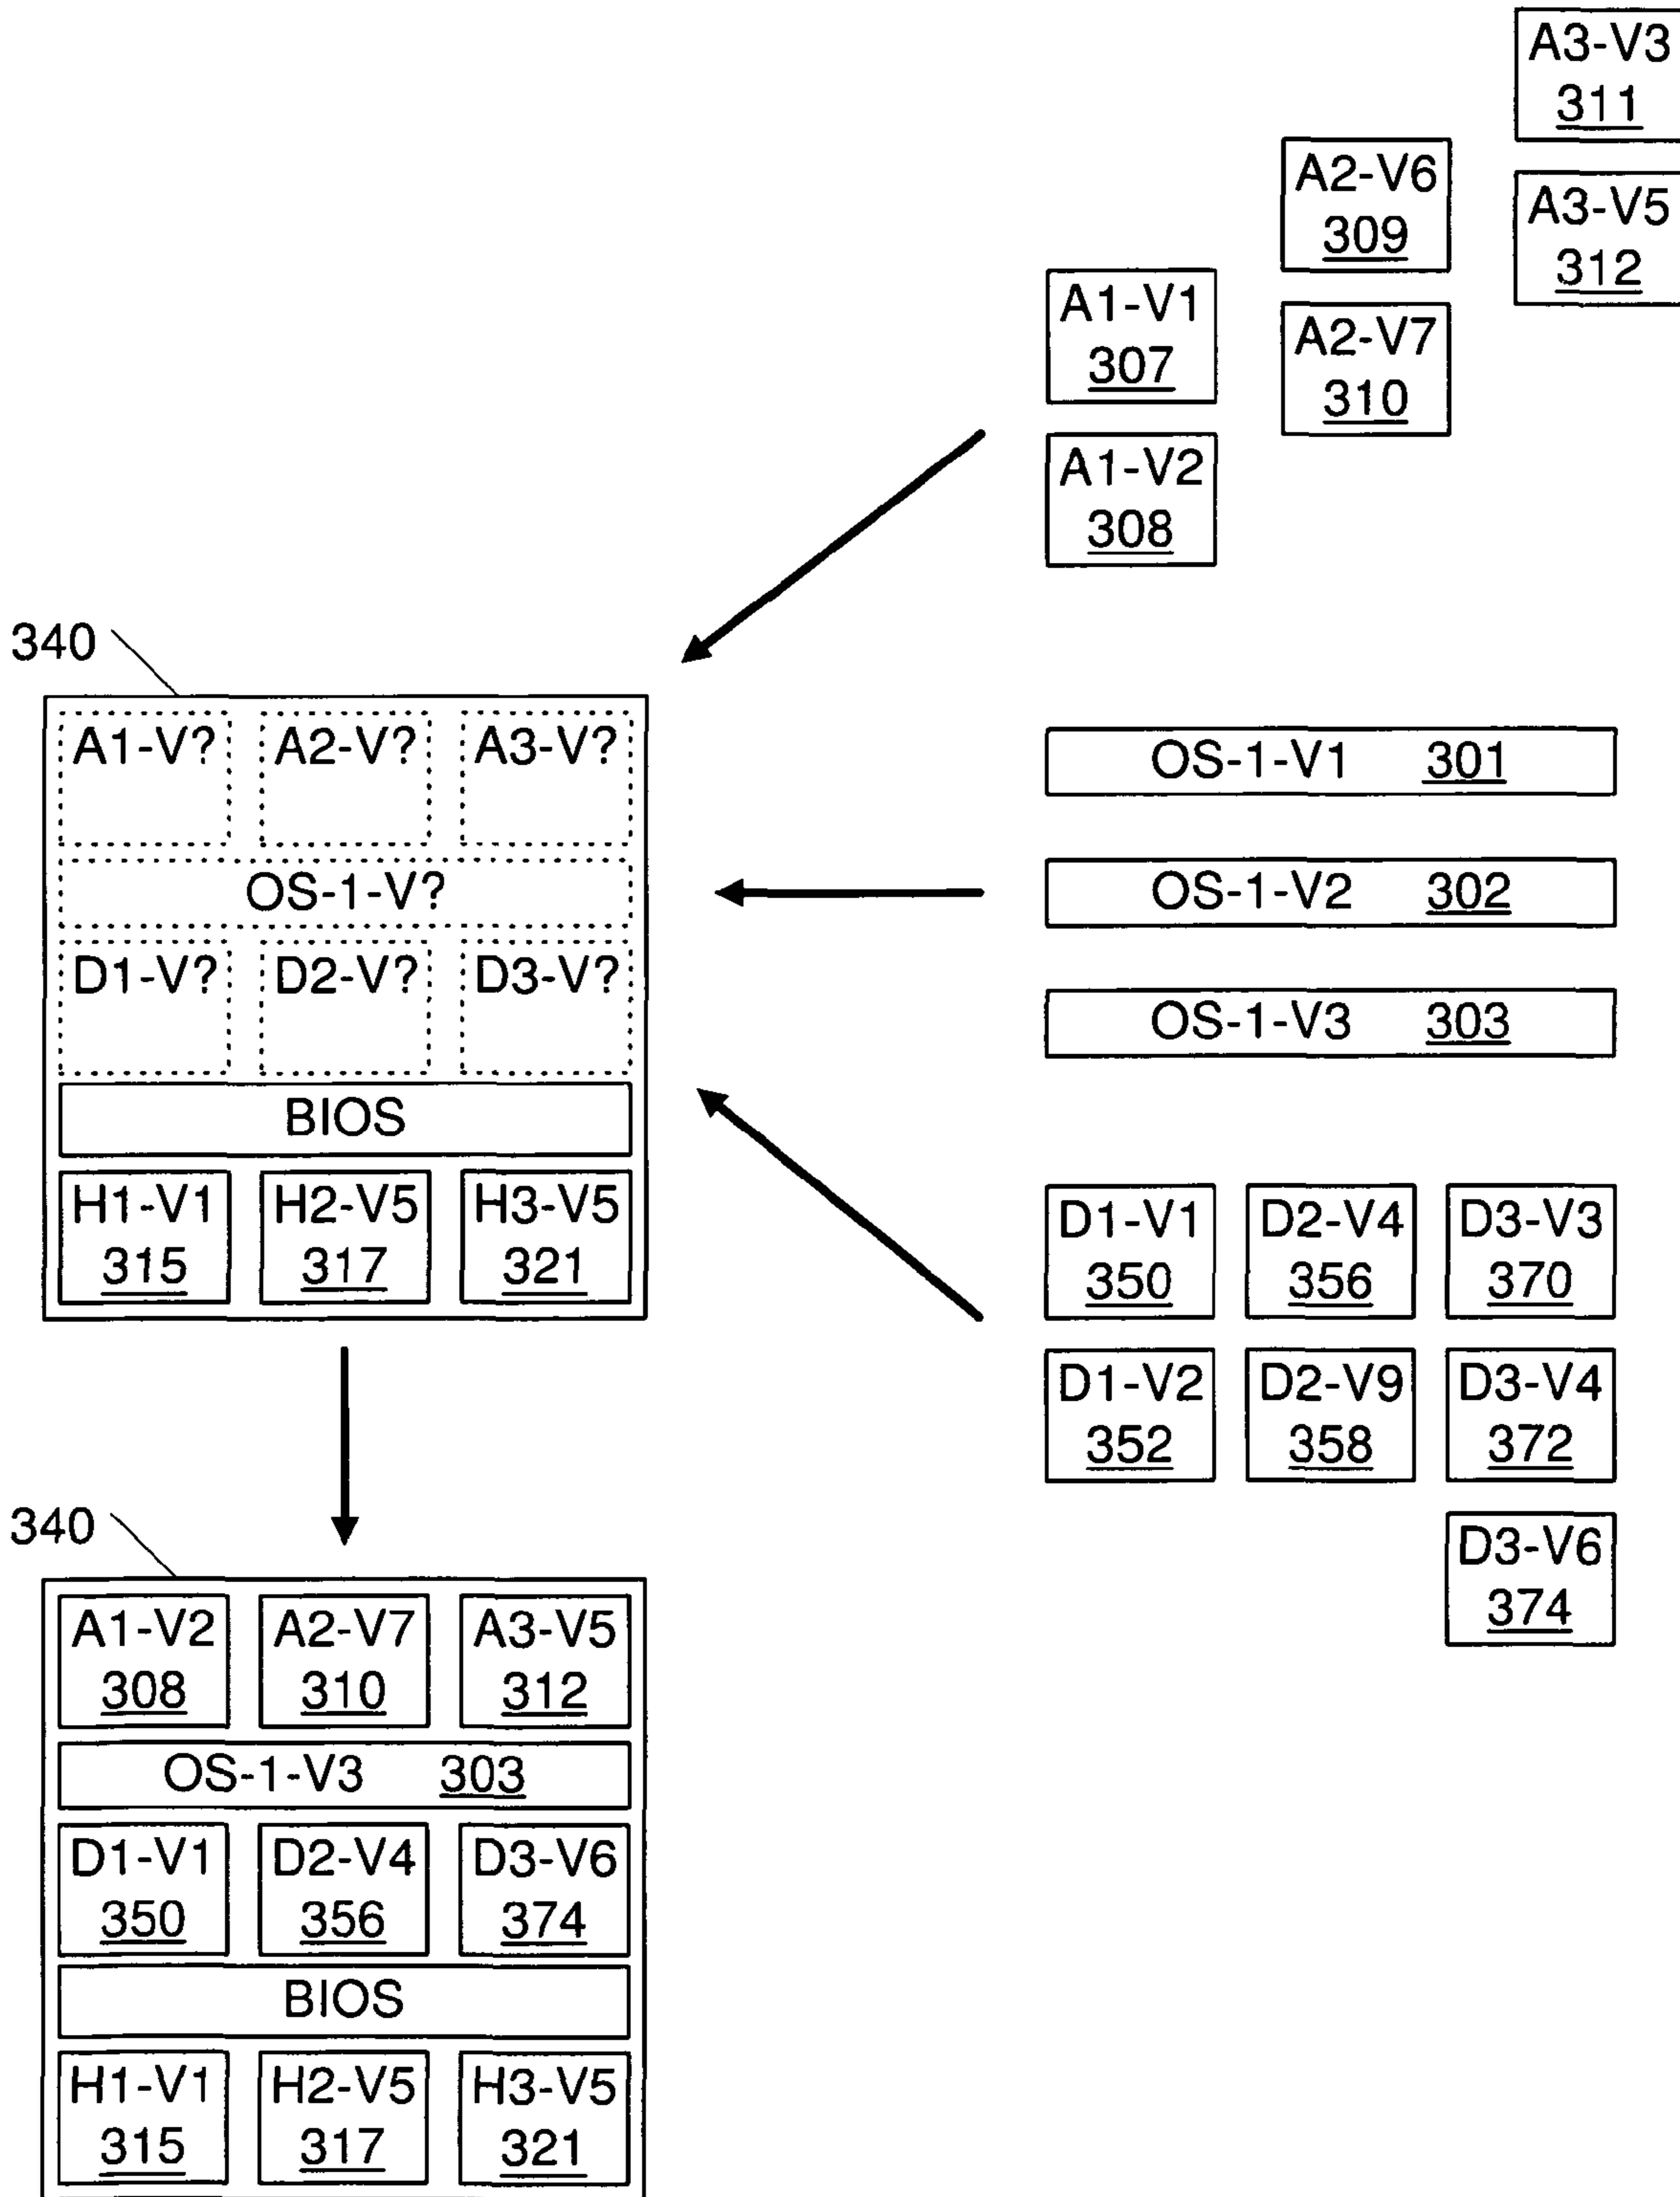 A3-V3
311
A2-V6
309
A3-V5
312
A1-V1
307
A2-V7
310
A1-V2
308
340
A1-V? A2-V? A3-V?
OS-1-V?
D1-V? D2-V? D3-V?
BIOS
H1-V1 H2-V5 H3-V5
315 317 321
OS-1-V1 301
OS-1-V2 302
OS-1-V3 303
D1-V1 D2-V4 D3-V3
350 356 370
D1-V2 D2-V9 D3-V4
352 358 372
D3-V6
374
340
A1-V2 A2-V7 A3-V5
308 310 312
OS-1-V3 303
D1-V1 D2-V4 D3-V6
350 356 374
BIOS
H1-V1 H2-V5 H3-V5
315 317 321